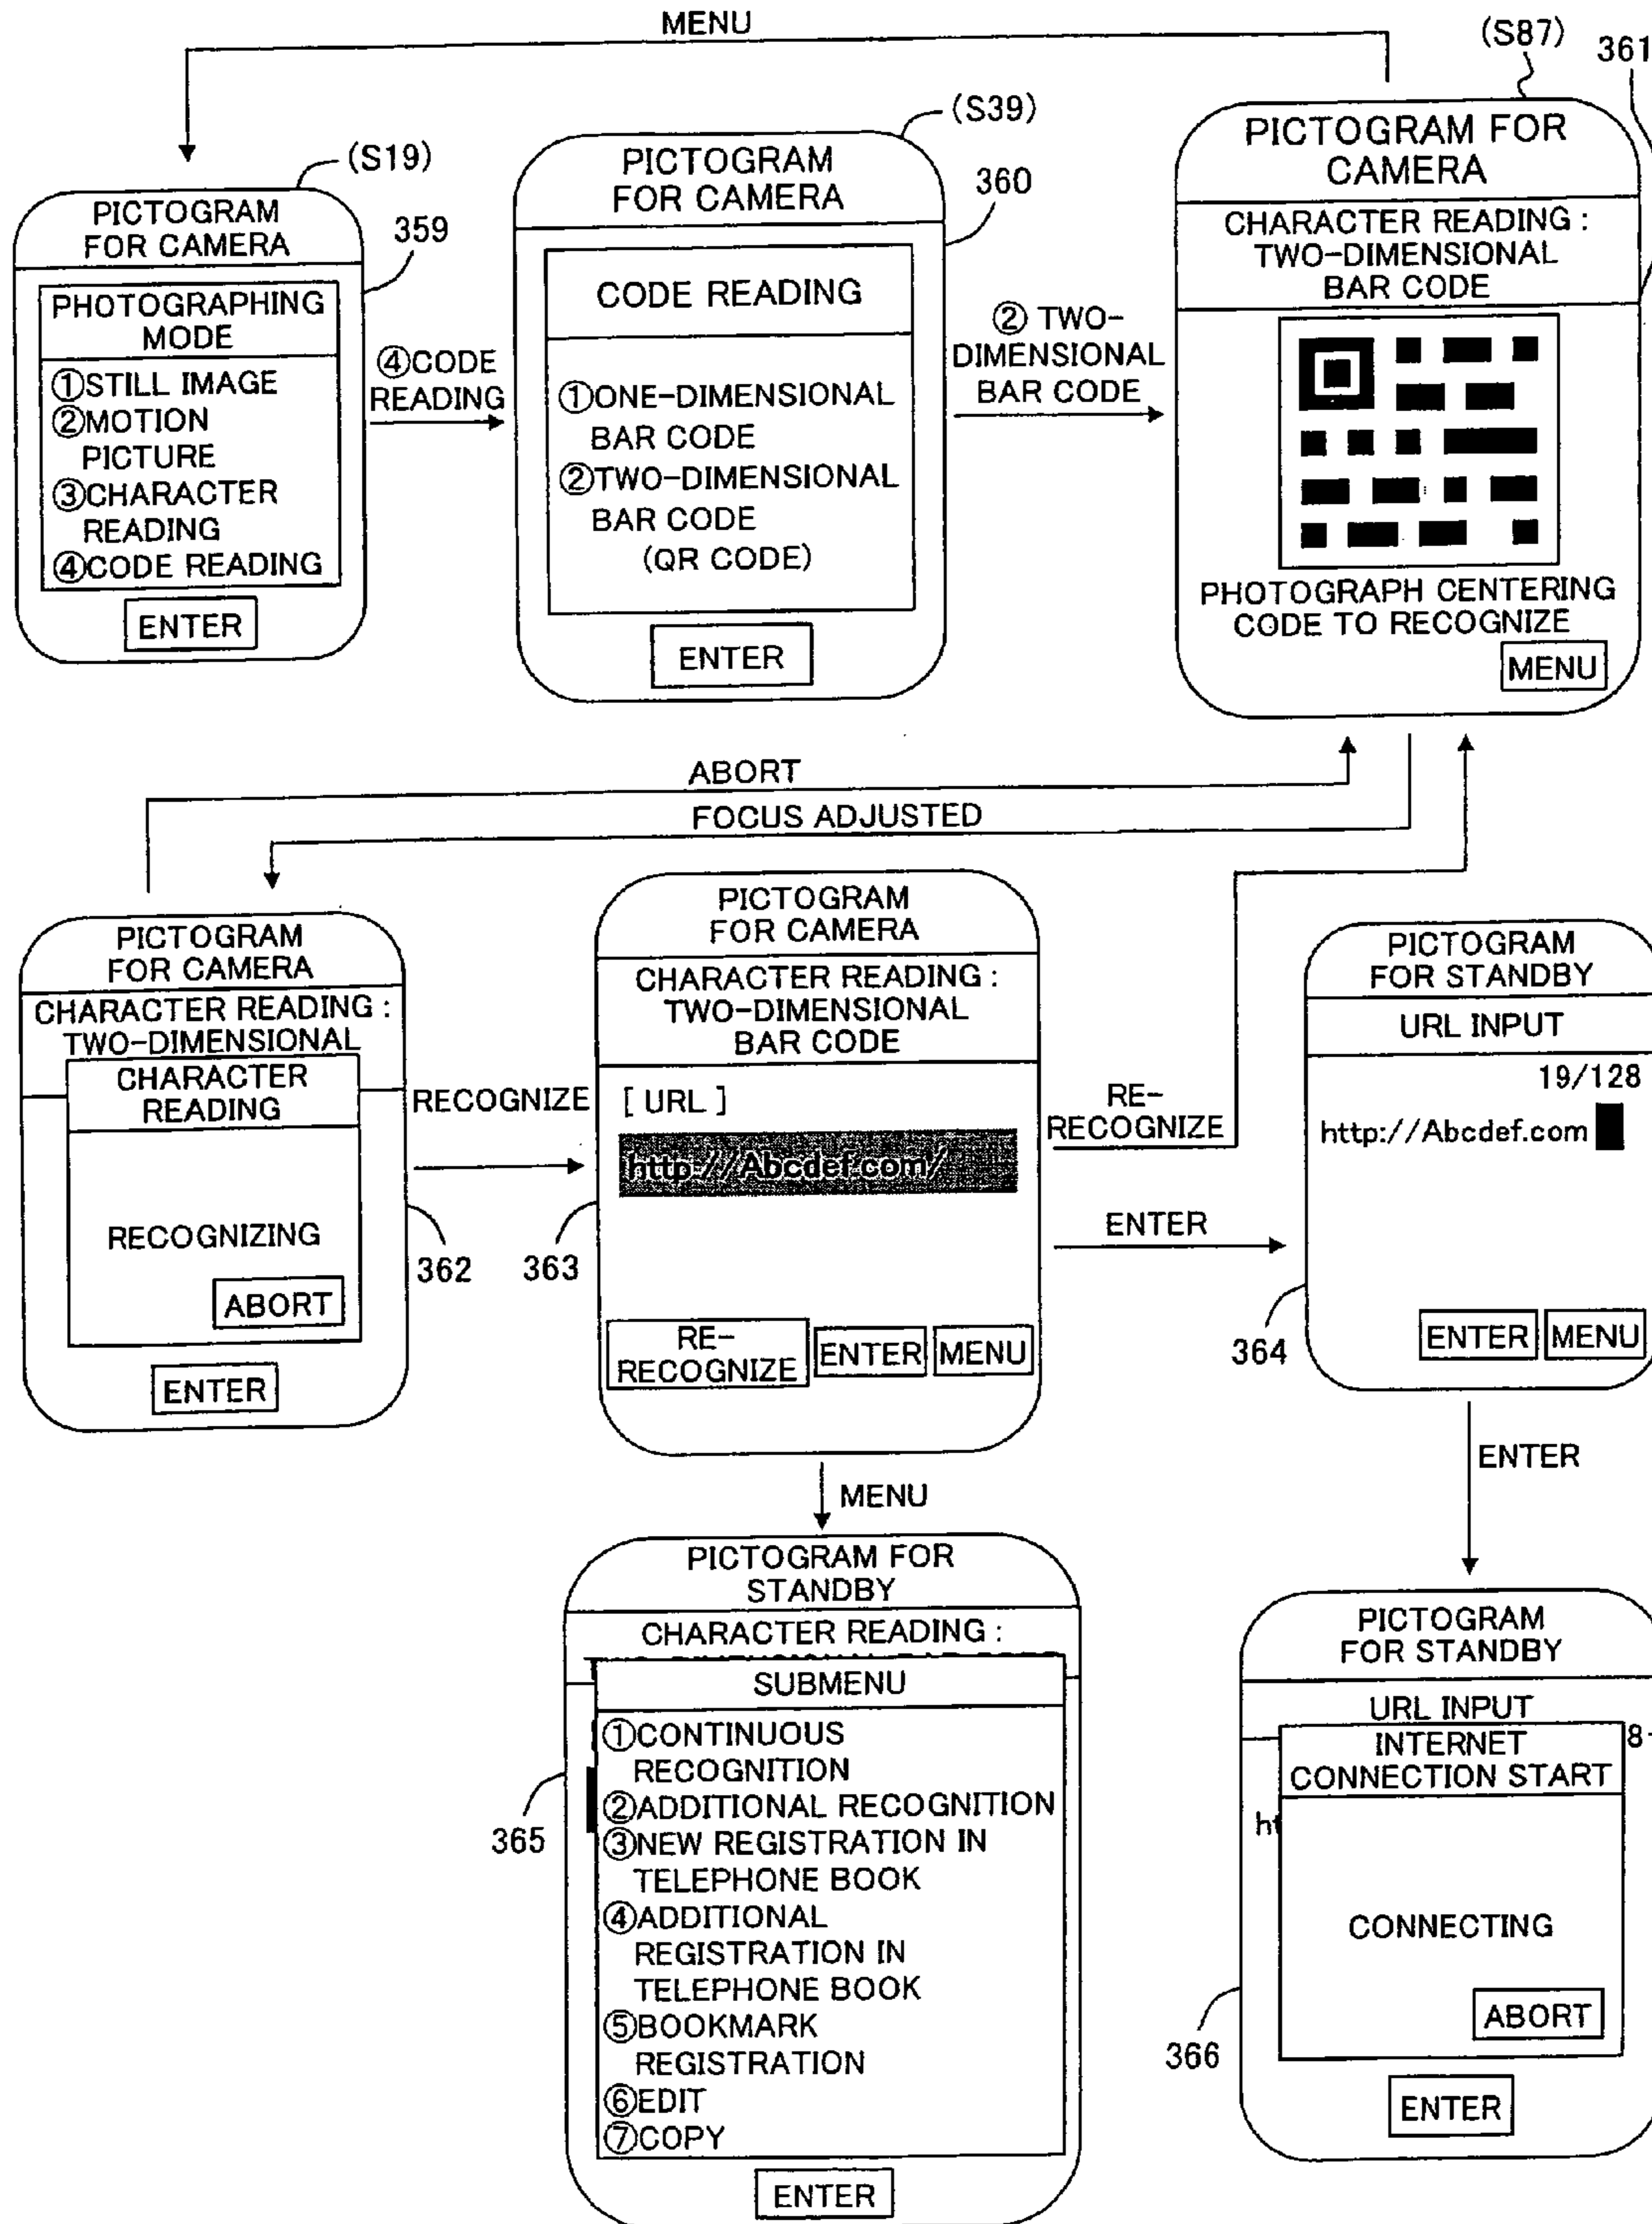 MENU
(S19)
PICTOGRAM
FOR CAMERA
359
PHOTOGRAPHING
MODE
①STILL IMAGE
②MOTION
PICTURE
③CHARACTER
READING
④CODE READING
ENTER
④CODE
READING
(S39)
PICTOGRAM
FOR CAMERA
360
CODE READING
①ONE-DIMENSIONAL
BAR CODE
②TWO-DIMENSIONAL
BAR CODE
(QR CODE)
ENTER
② TWO-
DIMENSIONAL
BAR CODE
(S87)
361
PICTOGRAM FOR
CAMERA
CHARACTER READING :
TWO-DIMENSIONAL
BAR CODE
PHOTOGRAPH CENTERING
CODE TO RECOGNIZE
MENU
ABORT
FOCUS ADJUSTED
PICTOGRAM
FOR CAMERA
CHARACTER READING :
TWO-DIMENSIONAL
CHARACTER
READING
RECOGNIZING
ABORT
ENTER
362
RECOGNIZE
PICTOGRAM
FOR CAMERA
CHARACTER READING :
TWO-DIMENSIONAL
BAR CODE
[ URL ]
http://Abcdef.com/
363
RE-
RECOGNIZE
ENTER
MENU
RE-
RECOGNIZE
ENTER
PICTOGRAM
FOR STANDBY
URL INPUT
19/128
http://Abcdef.com
364
ENTER
MENU
MENU
ENTER
PICTOGRAM FOR
STANDBY
CHARACTER READING :
SUBMENU
①CONTINUOUS
RECOGNITION
②ADDITIONAL RECOGNITION
③NEW REGISTRATION IN
TELEPHONE BOOK
④ADDITIONAL
REGISTRATION IN
TELEPHONE BOOK
⑤BOOKMARK
REGISTRATION
⑥EDIT
⑦COPY
ENTER
365
PICTOGRAM
FOR STANDBY
URL INPUT
8
INTERNET
CONNECTION START
ht
CONNECTING
ABORT
366
ENTER